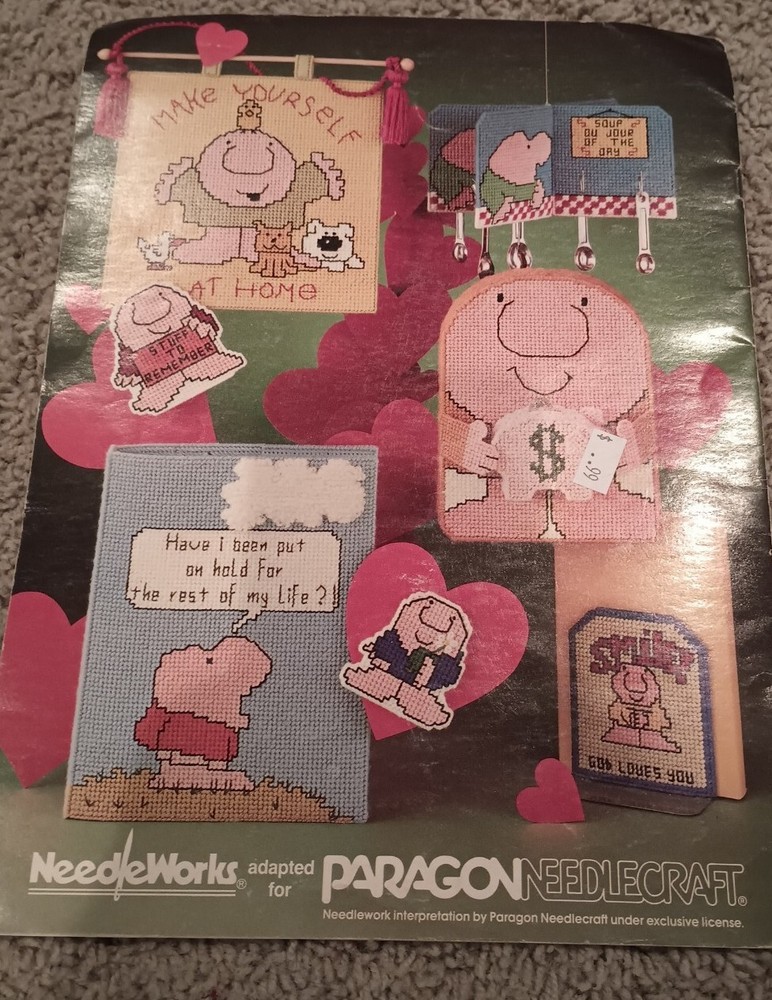 MAKE YOURSELF
AT HOME
SOUP
DU JOUR
OF THE
DAY
STUFF
TO
REMEMBER
$
.99
Have i been put
on hold for
the rest of my life?!
SMILE!
GOD LOVES YOU
NeedleWorks® adapted
for
PARAGON NEEDLECRAFT®
Needlework interpretation by Paragon Needlecraft under exclusive license.